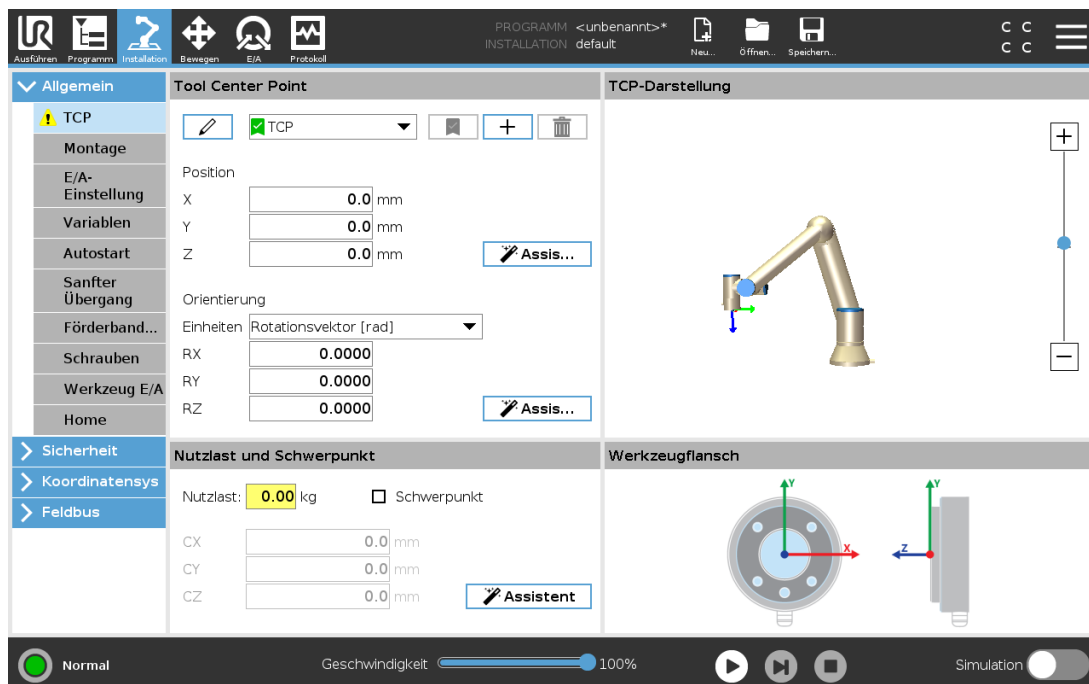 PROGRAMM <unbenannt>*
INSTALLATION default
Ausführen Programm Installation Bewegen E/A Protokoll
Neu... Öffnen... Speichern...
C C
C C
Allgemein
TCP
Montage
E/A-
Einstellung
Variablen
Autostart
Sanfter
Übergang
Förderband...
Schrauben
Werkzeug E/A
Home
Sicherheit
Koordinatensys
Feldbus
Tool Center Point
TCP
Position
X 0.0 mm
Y 0.0 mm
Z 0.0 mm
Assis...
Orientierung
Einheiten Rotationsvektor [rad]
RX 0.0000
RY 0.0000
RZ 0.0000
Assis...
TCP-Darstellung
Nutzlast und Schwerpunkt
Nutzlast: 0.00 kg Schwerpunkt
CX 0.0 mm
CY 0.0 mm
CZ 0.0 mm
Assistent
Werkzeugflansch
Y
X
Y
Z
Normal
Geschwindigkeit 100%
Simulation